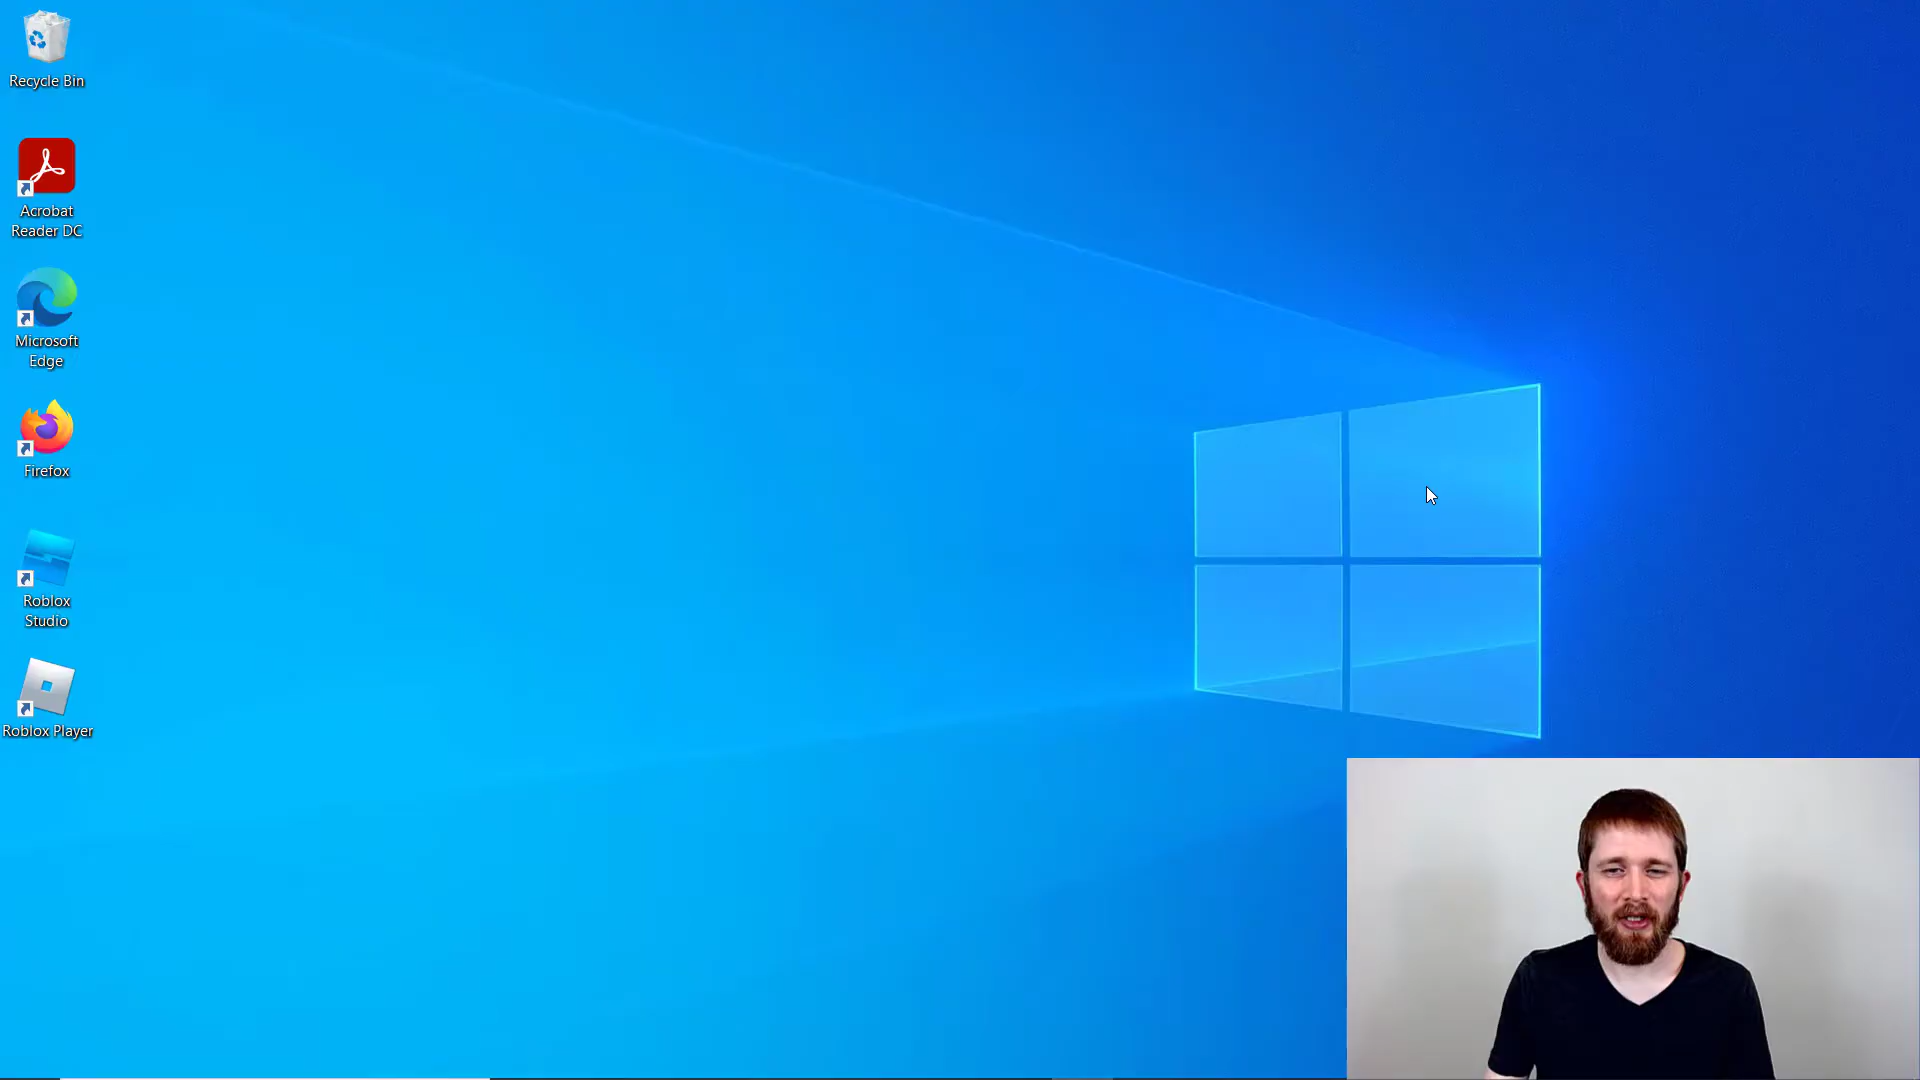 Recycle Bin
Acrobat
Reader DC
Microsoft
Edge
Firefox
Roblox
Studio
Roblox Player